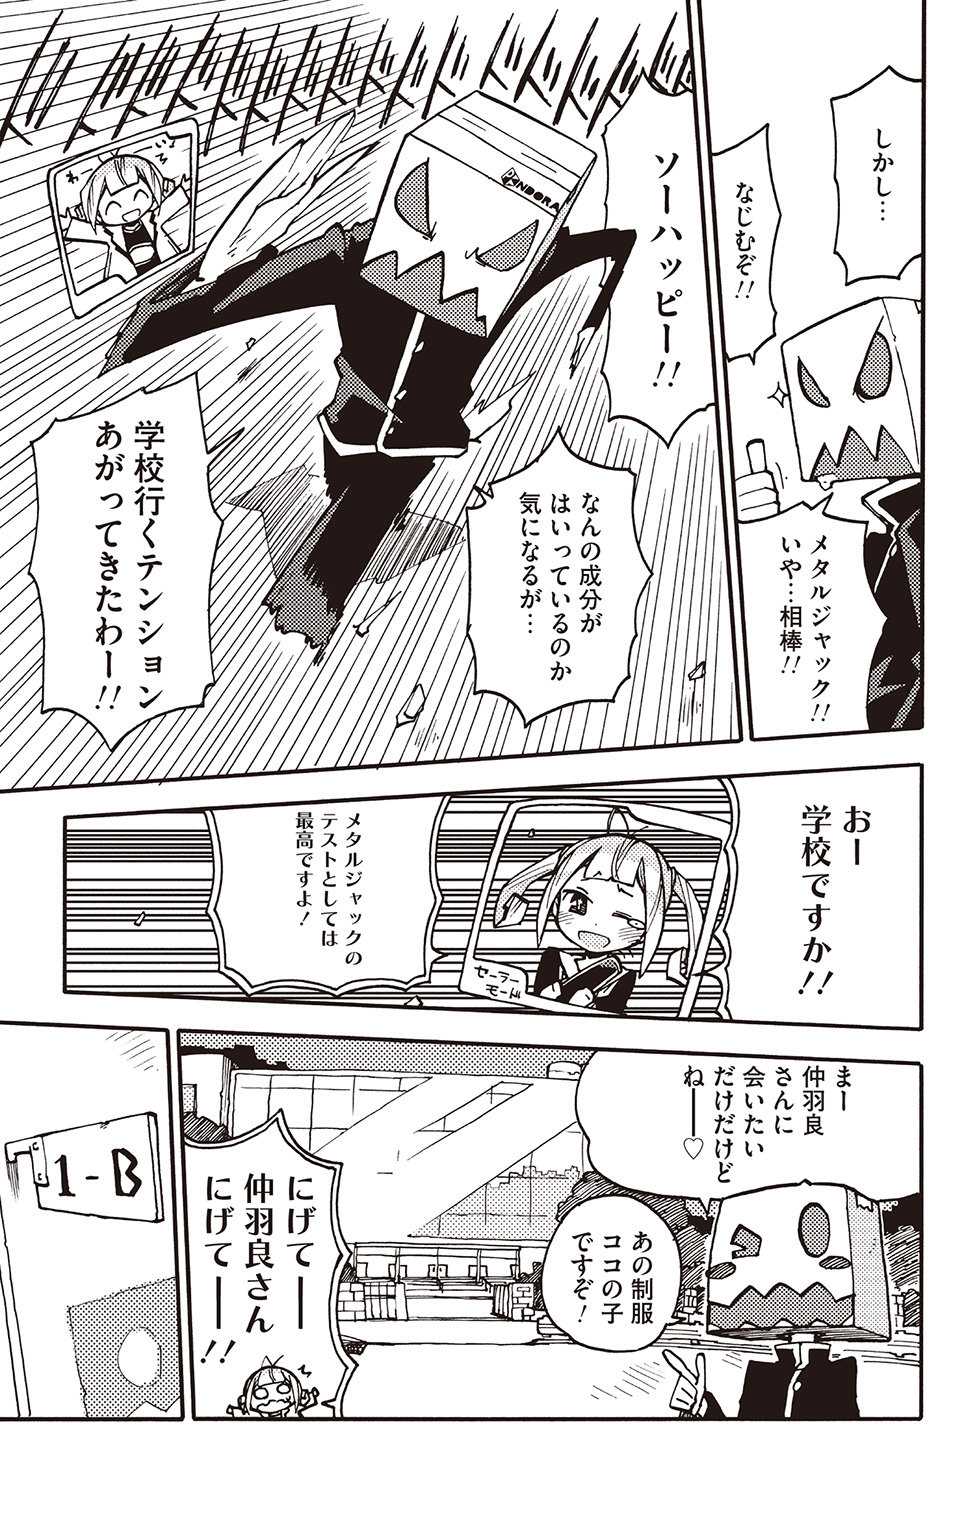 しかし…
なじむぞ!!
メタルジャック!!
いや…相棒!!
ソーハッピー!!
PANDORA
なんの成分が
はいっているのか
気になるが…
わー
学校行くテンション
あがってきたわー!!
おー
学校ですか!!
セーラー
モード
メタルジャックの
テストとしては
最高ですよ!
まー
仲羽良
さんに
会いたい
だけだけど
ねー♡
あの制服
ココの子
ですぞ!
にげてー
仲羽良さん
にげてー!!
1-B